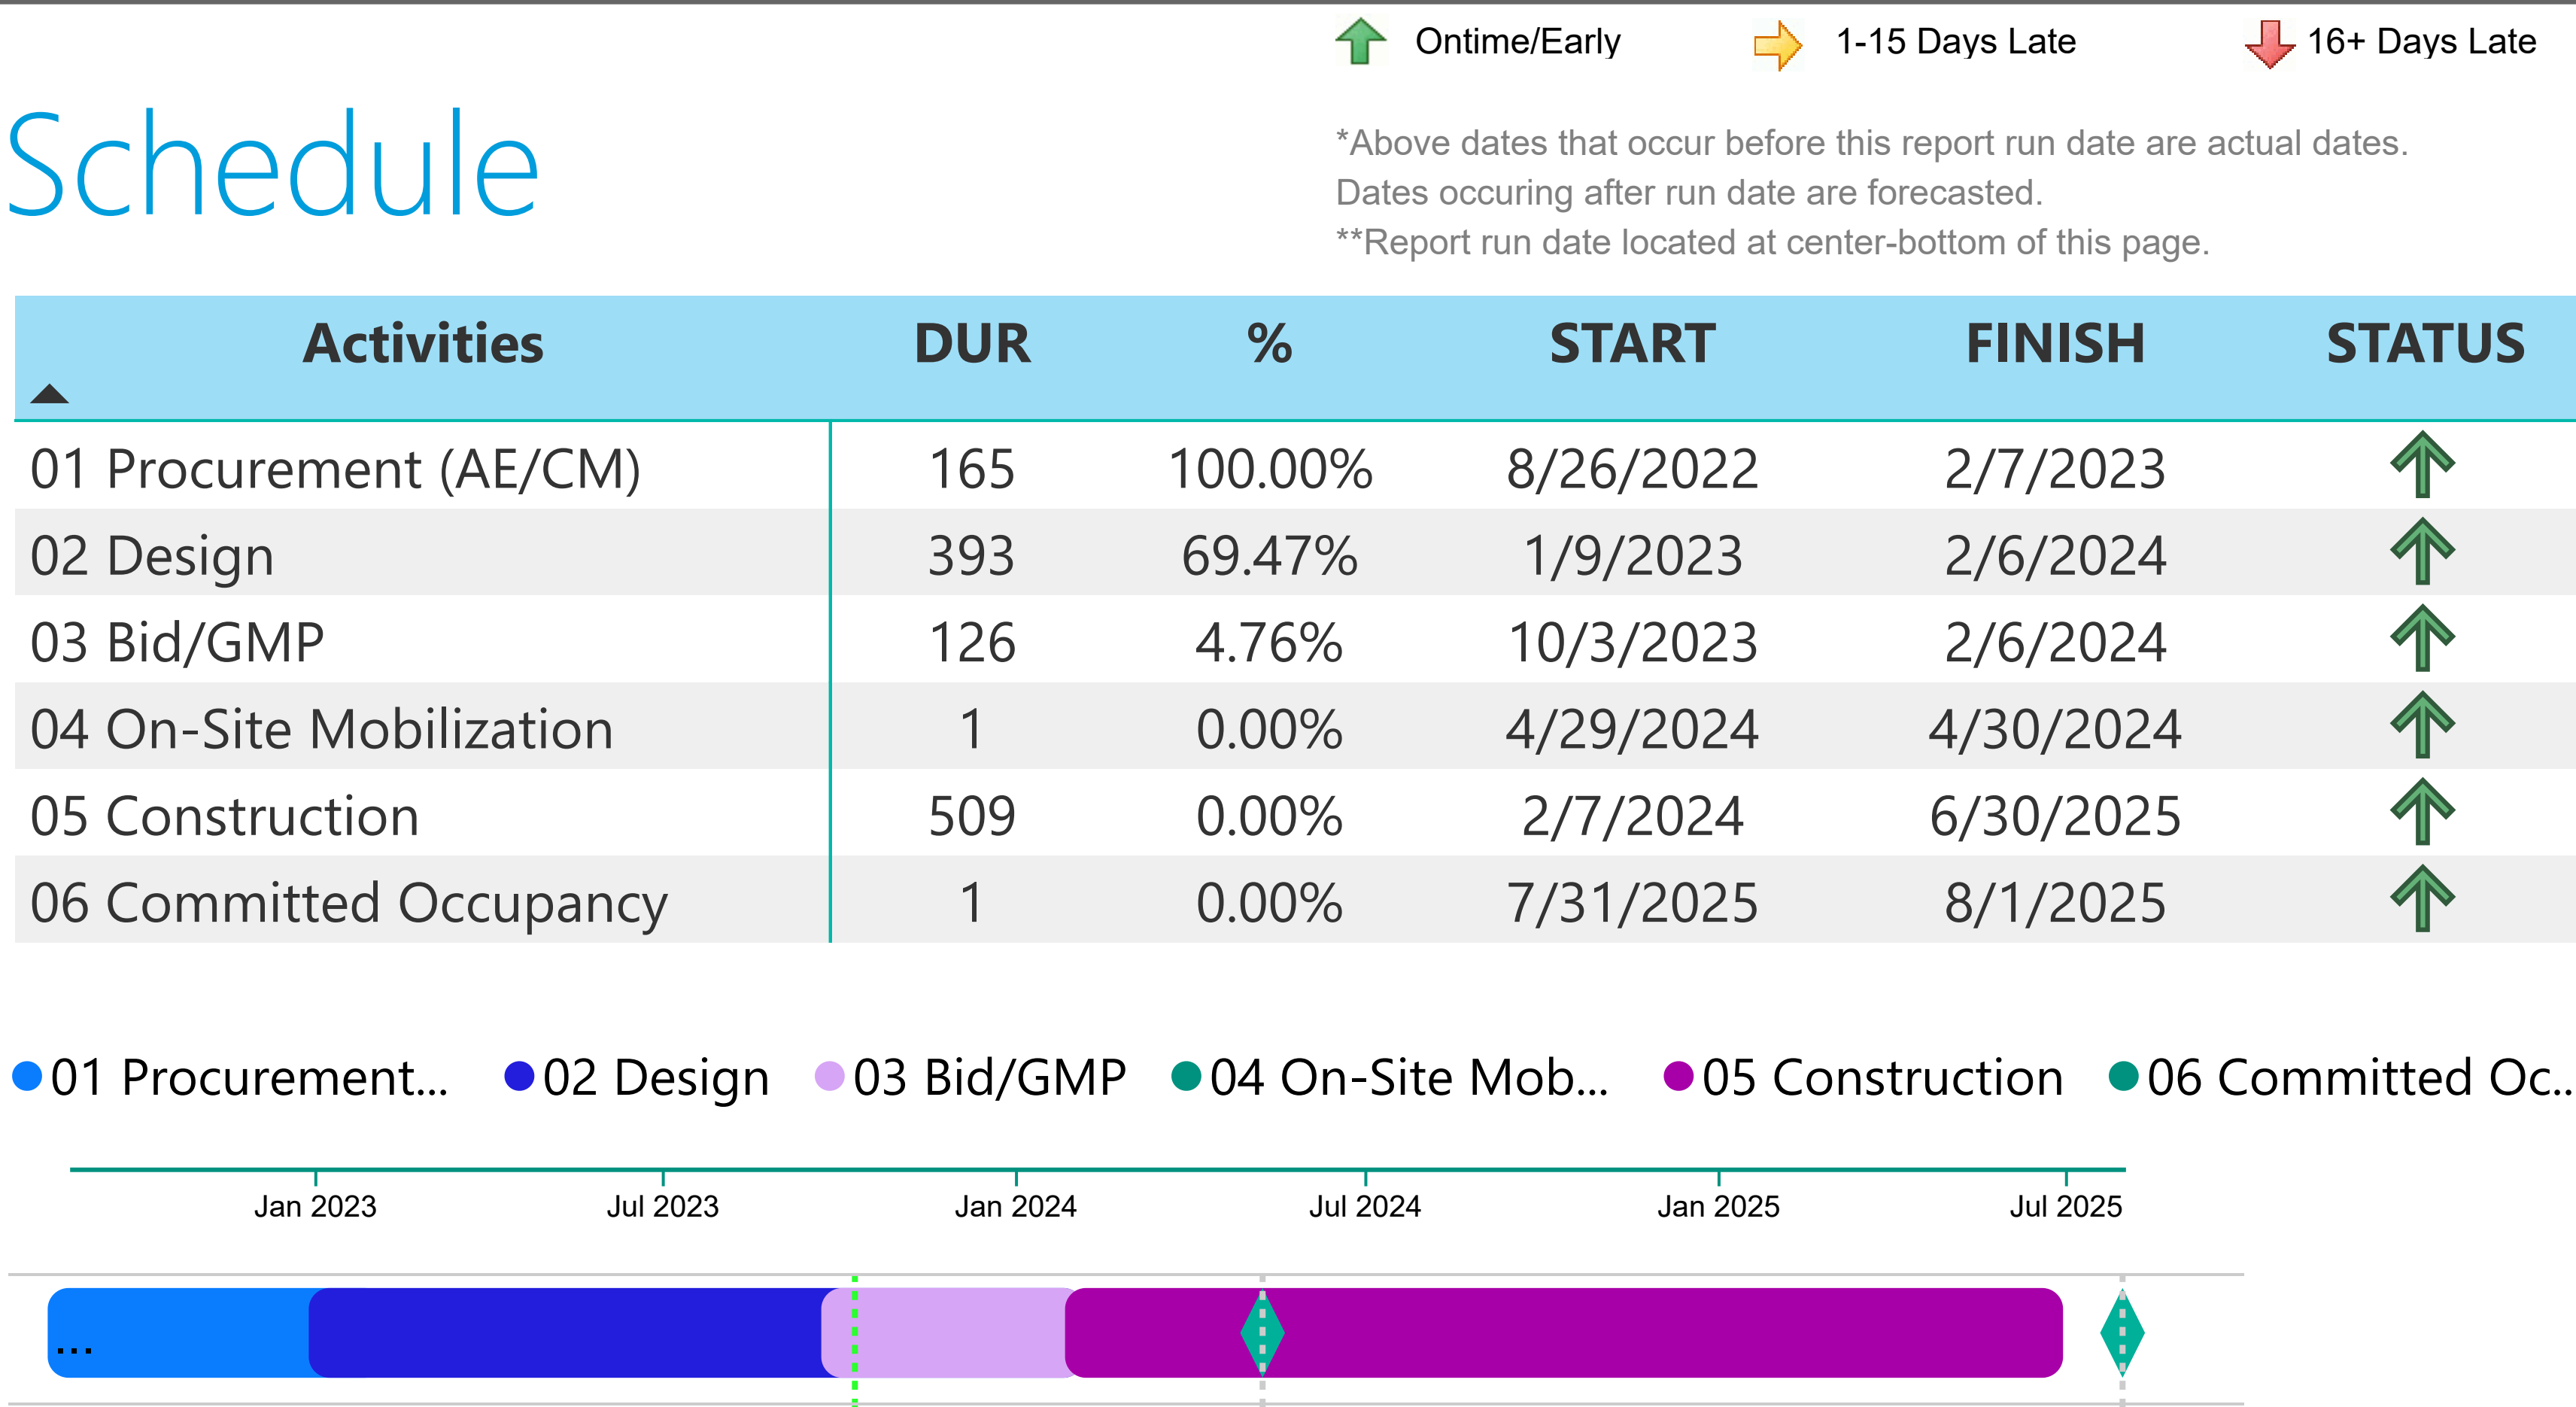 Ontime/Early 1-15 Days Late 16+ Days Late
Schedule
*Above dates that occur before this report run date are actual dates.
Dates occuring after run date are forecasted.
**Report run date located at center-bottom of this page.
Activities DUR % START FINISH STATUS
01 Procurement (AE/CM) 165 100.00% 8/26/2022 2/7/2023
02 Design 393 69.47% 1/9/2023 2/6/2024
03 Bid/GMP 126 4.76% 10/3/2023 2/6/2024
04 On-Site Mobilization 1 0.00% 4/29/2024 4/30/2024
05 Construction 509 0.00% 2/7/2024 6/30/2025
06 Committed Occupancy 1 0.00% 7/31/2025 8/1/2025
01 Procurement... 02 Design 03 Bid/GMP 04 On-Site Mob... 05 Construction 06 Committed Oc...
Jan 2023 Jul 2023 Jan 2024 Jul 2024 Jan 2025 Jul 2025
...